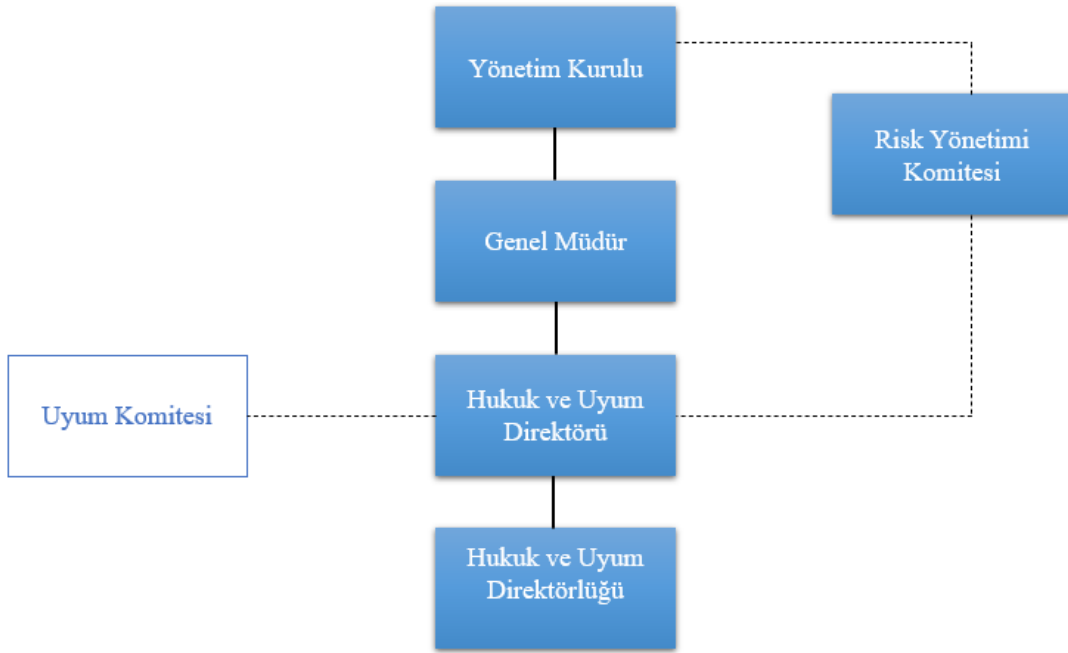 Yönetim Kurulu
Risk Yönetimi
Komitesi
Genel Müdür
Uyum Komitesi
Hukuk ve Uyum
Direktörü
Hukuk ve Uyum
Direktörlüğü